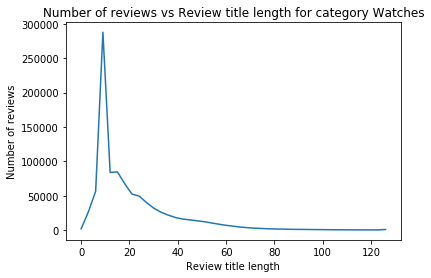 Number of reviews vs Review title length for category Watches
300000
250000
200000
150000
100000
50000
0
0 20 40 60 80 100 120
Review title length
Number of reviews